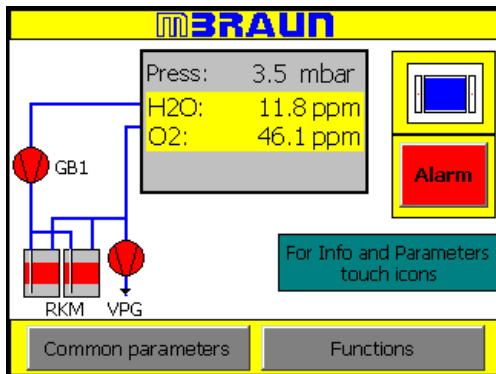 mBRAUN
Press: 3.5 mbar
H2O: 11.8 ppm
O2: 46.1 ppm
GB1
Alarm
For Info and Parameters
touch icons
RKM VPG
Common parameters Functions